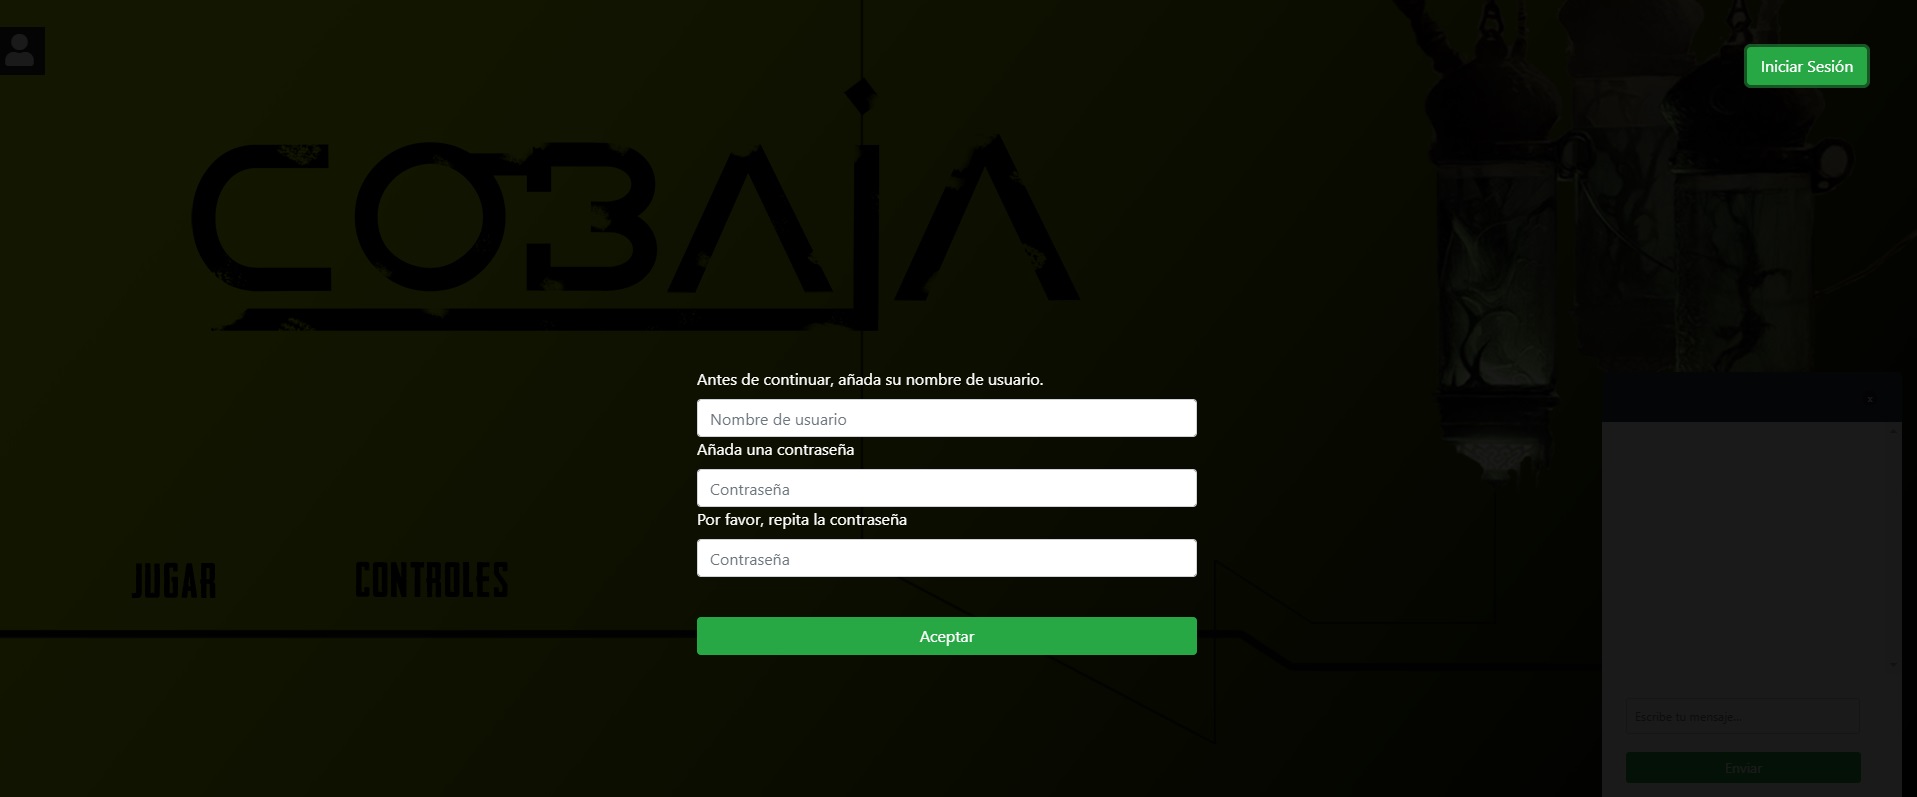 Iniciar Sesión
COBAJA
Antes de continuar, añada su nombre de usuario.
Nombre de usuario
Añada una contraseña
Contraseña
Por favor, repita la contraseña
Contraseña
JUGAR
CONTROLES
Aceptar
Escribe tu mensaje...
Enviar